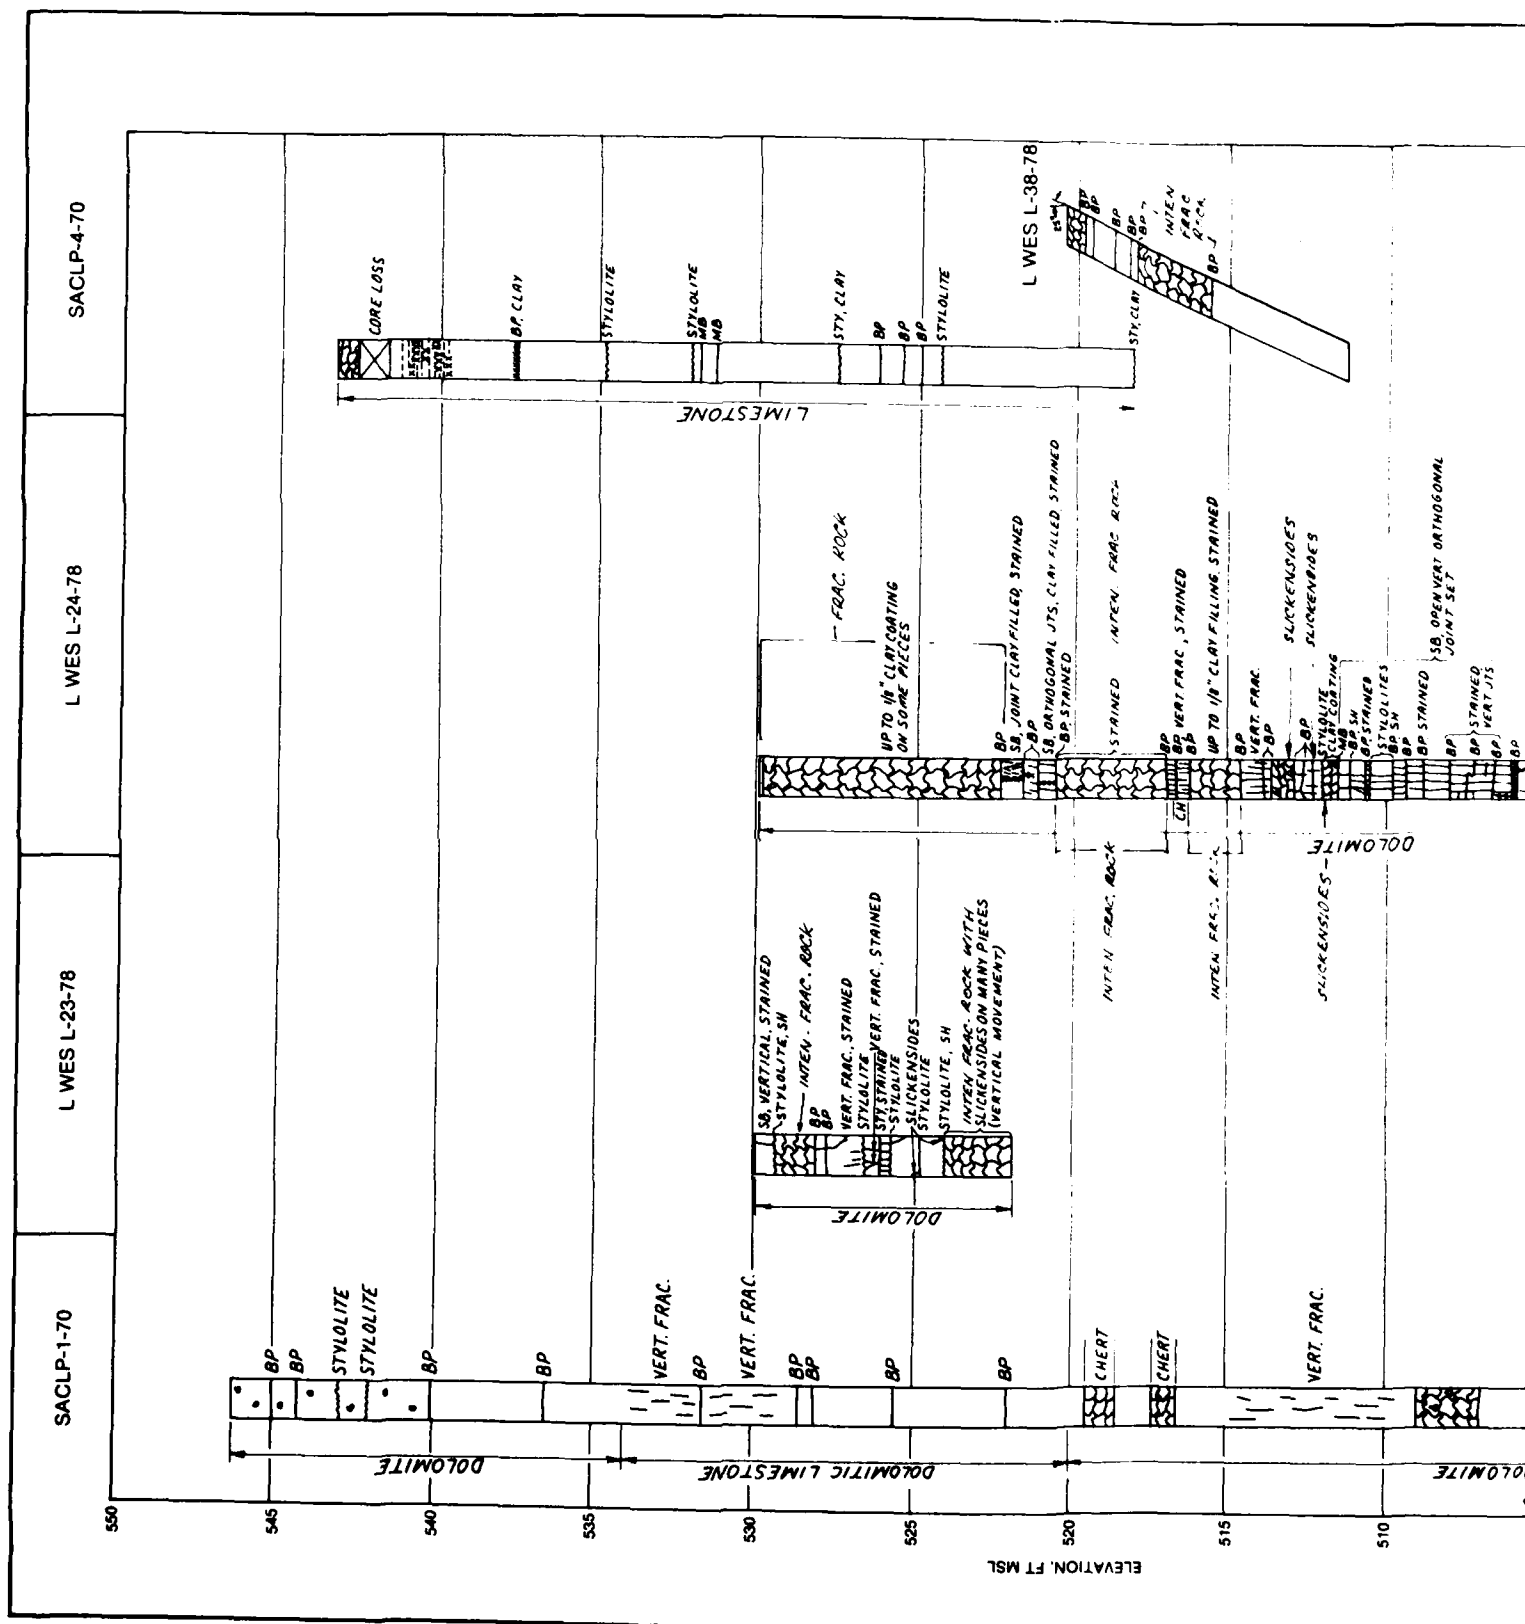 SACLP-1-70
L WES L-23-78
L WES L-24-78
SACLP-4-70
550
545
540
535
530
525
520
515
510
ELEVATION, FT MSL
DOLOMITE
DOLOMITIC LIMESTONE
BP
BP
STYLOLITE
STYLOLITE
BP
BP
VERT. FRAC.
BP
VERT. FRAC.
BP
BP
BP
BP
CHERT
CHERT
VERT. FRAC.
DOLOMITE
SB, VERTICAL, STAINED
STYLOLITE, SH
INTEN. FRAC. ROCK
BP
BP
VERT. FRAC., STAINED
STYLOLITE
VERT. FRAC., STAINED
STY, STAINED
STYLOLITE
SLICKENSIDES
STYLOLITE
STYLOLITE, SH
INTEN FRAC. ROCK WITH
SLICKENSIDES ON MANY PIECES
(VERTICAL MOVEMENT)
DOLOMITE
FRAC. ROCK
UP TO 1/8" CLAY COATING
ON SOME PIECES
BP
SB, JOINT CLAY FILLED, STAINED
BP
SB, ORTHOGONAL JTS, CLAY FILLED, STAINED
BP STAINED
STAINED INTEN. FRAC ROCK
BP
BP VERT. FRAC., STAINED
BP
UP TO 1/8" CLAY FILLING, STAINED
BP
VERT. FRAC.
BP
SLICKENSIDES
BP
SLICKENSIDES
STYLOLITE
CLAY COATING
MB
BP SH
BP STAINED
STYLOLITES
BP SH
BP
BP STAINED
SB, OPEN VERT ORTHOGONAL
JOINT SET
BP
BP
STAINED
VERT JTS
BP
BP
CH
INTEN FRAC. ROCK
INTEN FRAC. ROCK
SLICKENSIDES
DOLOMITE
CORE LOSS
BP, CLAY
STYLOLITE
STYLOLITE
MB
MB
STY, CLAY
BP
BP
BP
STYLOLITE
STY, CLAY
LIMESTONE
L WES L-38-78
BP
BP
BP
BP
BP
INTEN
FRAC
ROCK
BP